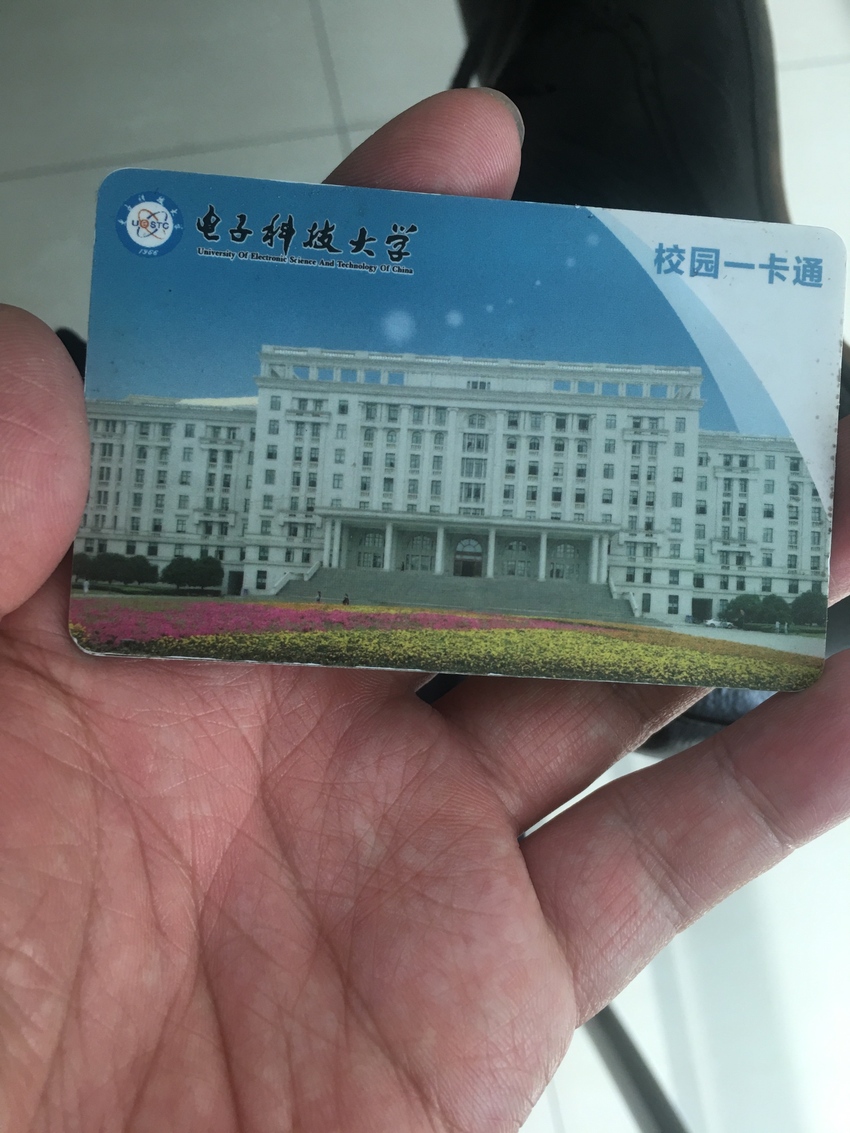 电子科技大学
University Of Electronic Science And Technology Of China
校园一卡通
UESTC
1956